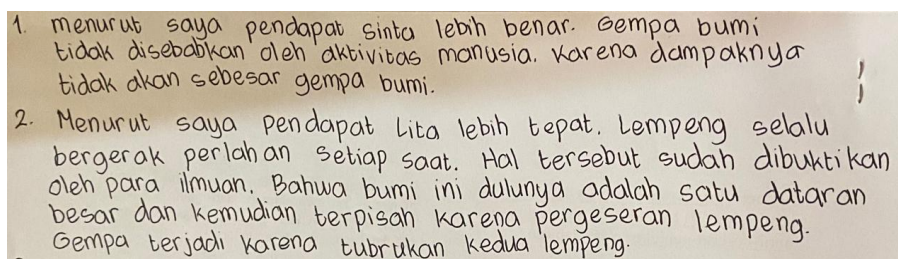 1. menurut saya pendapat sinta lebih benar. Gempa bumi
tidak disebabkan oleh aktivitas manusia. Karena dampaknya
tidak akan sebesar gempa bumi.
2. Menurut saya pendapat Lita lebih tepat. Lempeng selalu
bergerak perlahan setiap saat. Hal tersebut sudah dibuktikan
oleh para ilmuan. Bahwa bumi ini dulunya adalah satu dataran
besar dan kemudian terpisah karena pergeseran lempeng.
Gempa terjadi karena tubrukan kedua lempeng.